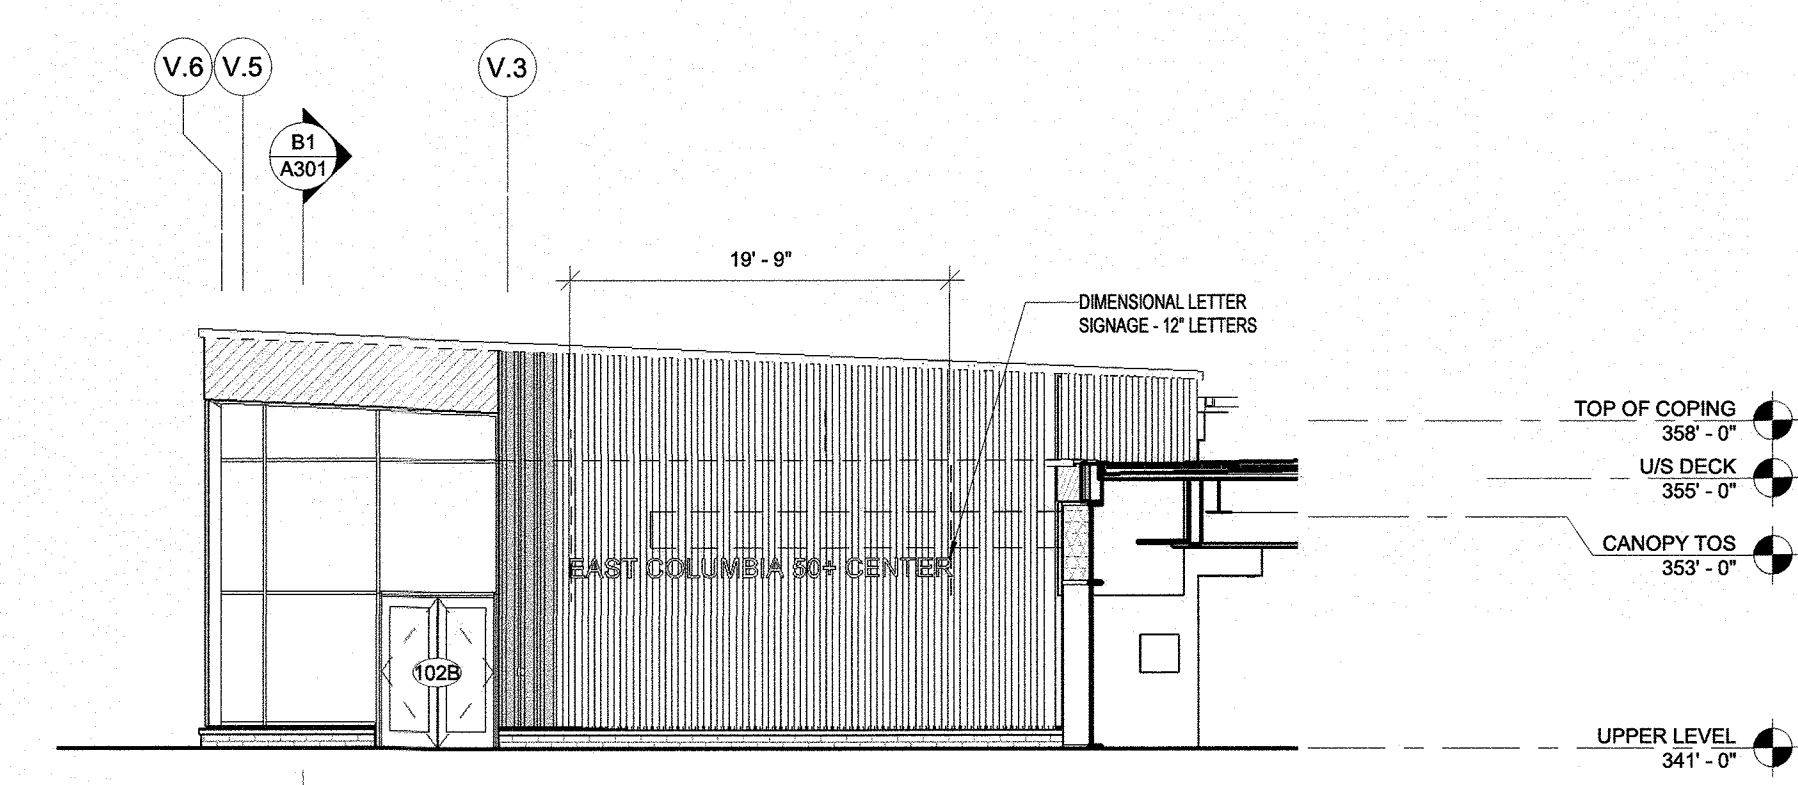 V.6 V.5 V.3
B1
A301
19' - 9"
DIMENSIONAL LETTER
SIGNAGE - 12" LETTERS
TOP OF COPING
358' - 0"
U/S DECK
355' - 0"
CANOPY TOS
353' - 0"
EAST COLUMBIA 50+ CENTER
102B
UPPER LEVEL
341' - 0"